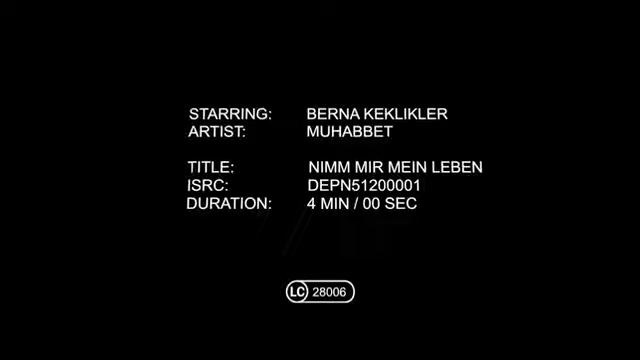 STARRING: BERNA KEKLIKLER
ARTIST: MUHABBET
TITLE: NIMM MIR MEIN LEBEN
ISRC: DEPN51200001
DURATION: 4 MIN / 00 SEC
LC 28006